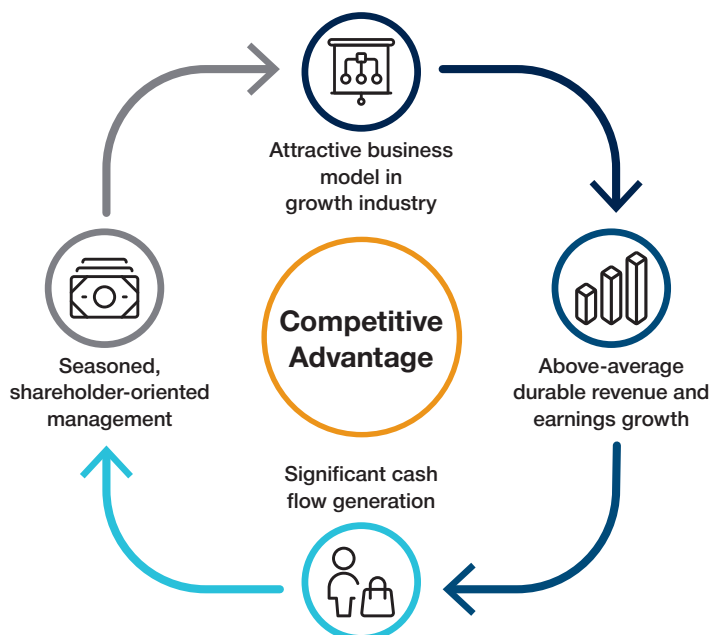 Attractive business
model in
growth industry
Competitive
Advantage
Above-average
durable revenue and
earnings growth
Significant cash
flow generation
Seasoned,
shareholder-oriented
management